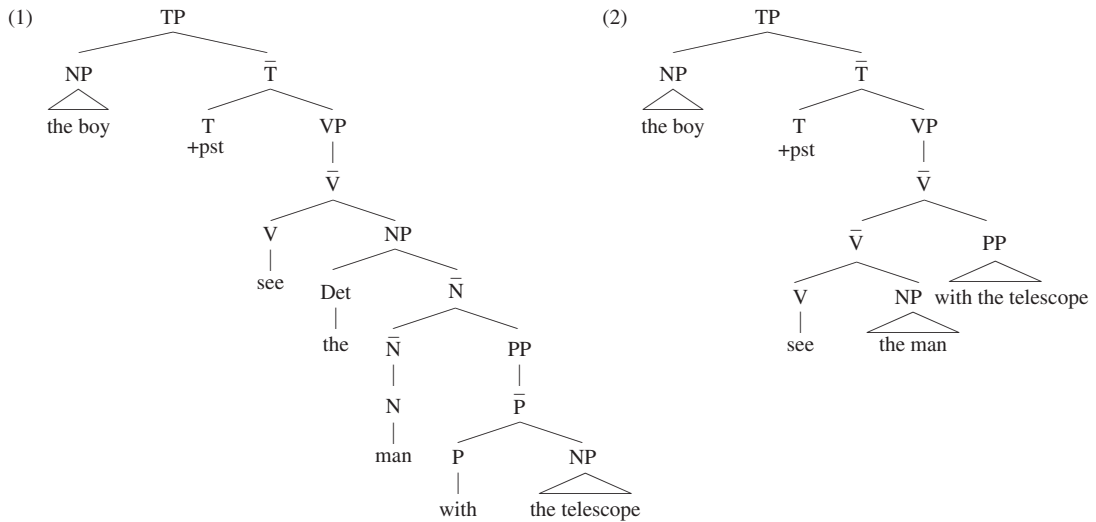 (1) TP (2) TP
NP T̅ NP T̅
the boy T VP the boy T VP
+pst +pst
V̅ V̅
V NP V̅ PP
see Det N̅ V NP with the telescope
the N̅ PP see the man
N P̅
man P NP
with the telescope